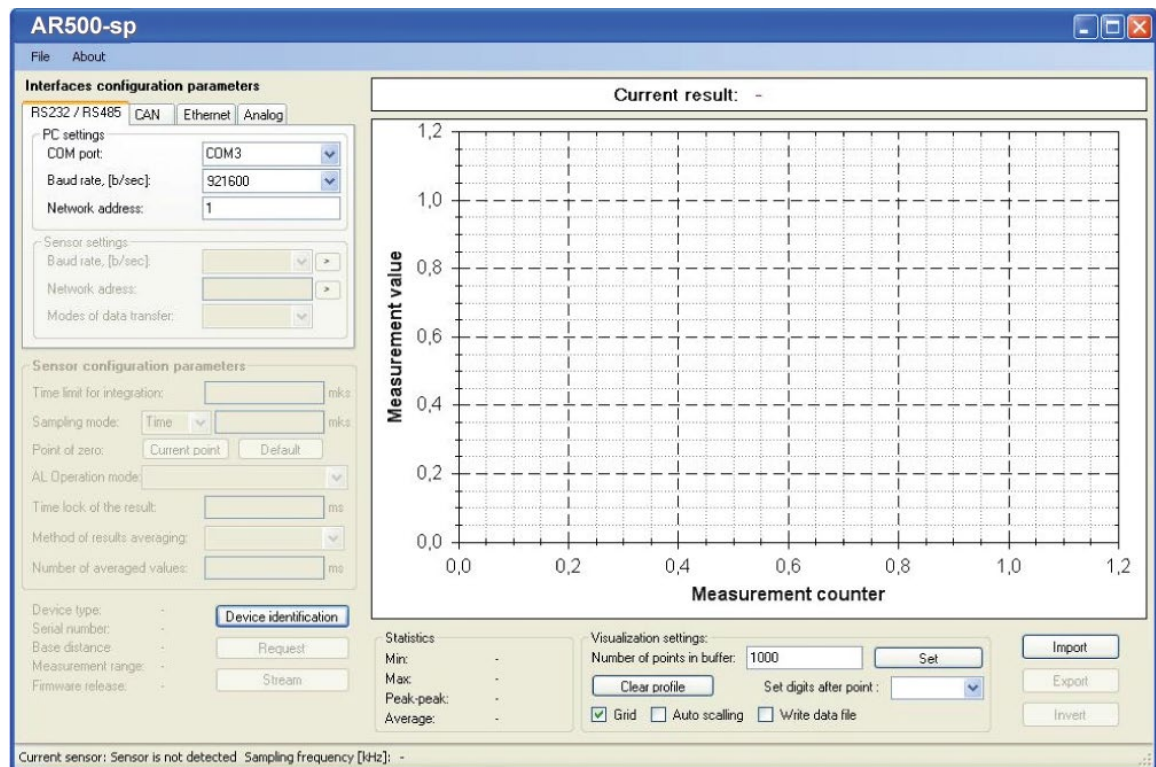 AR500-sp
File About
Interfaces configuration parameters
RS232 / RS485 CAN Ethernet Analog
PC settings
COM port: COM3
Baud rate, [b/sec]: 921600
Network address: 1
Sensor settings
Baud rate, [b/sec]: >
Network adress: >
Modes of data transfer:
Sensor configuration parameters
Time limit for integration: mks
Sampling mode: Time mks
Point of zero: Current point Default
AL Operation mode:
Time lock of the result: ms
Method of results averaging:
Number of averaged values: ms
Device type: -
Serial number: -
Base distance -
Measurement range: -
Firmware release: -
Device identification
Request
Stream
Current result: -
Measurement value
1,2
1,0
0,8
0,6
0,4
0,2
0,0
0,0 0,2 0,4 0,6 0,8 1,0 1,2
Measurement counter
Statistics
Min: -
Max: -
Peak-peak: -
Average: -
Visualization settings:
Number of points in buffer: 1000 Set
Clear profile Set digits after point :
Grid Auto scalling Write data file
Import
Export
Invert
Current sensor: Sensor is not detected Sampling frequency [kHz]: -